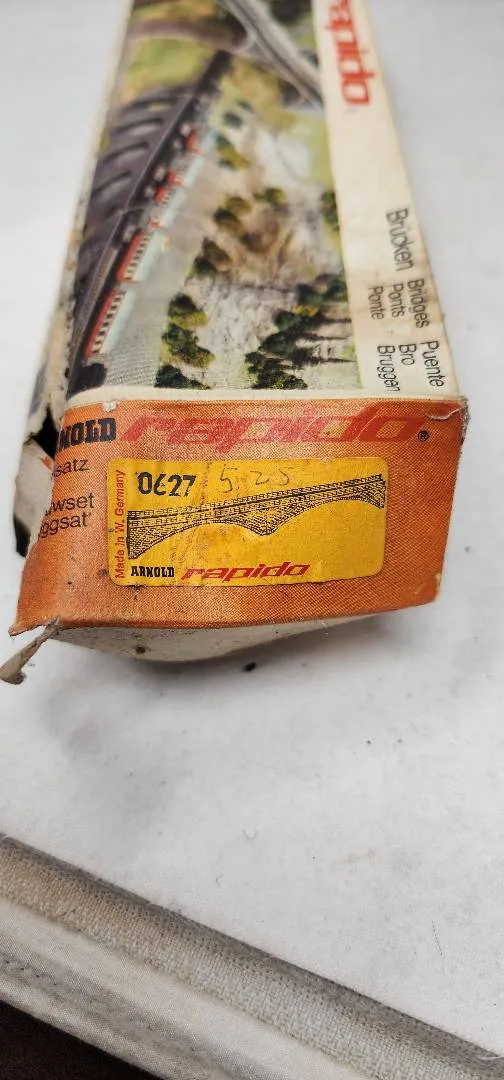 rapido
Brücken Bridges Puente
Ponts Bro
Ponte Bruggen
ARNOLD rapido®
satz
wset
ggsat
Made in W. Germany
0627 5,25
ARNOLD rapido